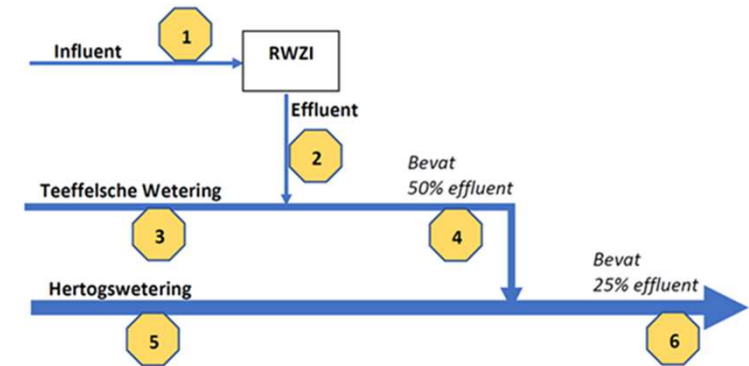 1
Influent
RWZI
Effluent
2
Bevat
50% effluent
Teeffelsche Wetering
3
4
Bevat
25% effluent
Hertogswetering
5
6